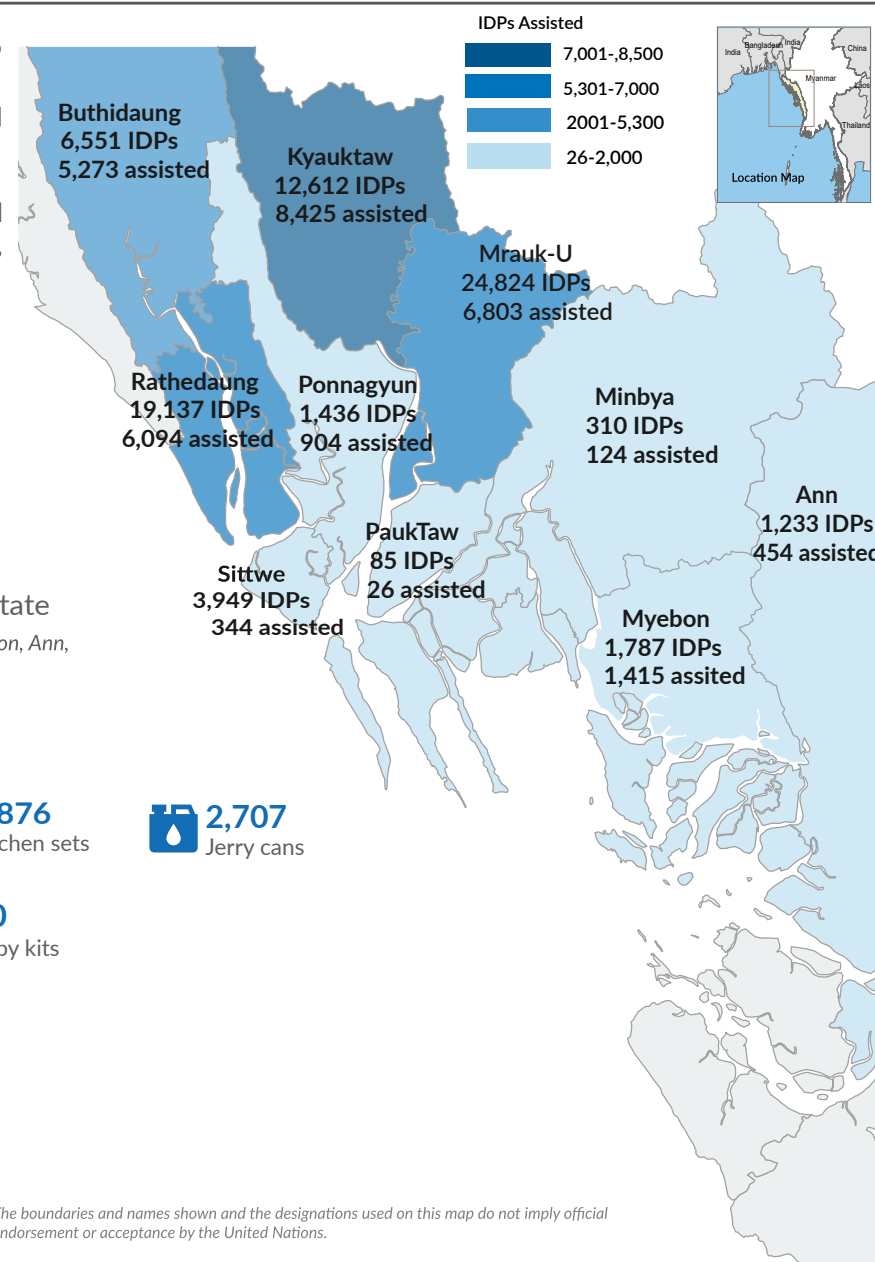 IDPs Assisted
7,001-,8,500
5,301-7,000
2001-5,300
26-2,000
India
Bangladesh
India
China
Myanmar
Laos
Thailand
Location Map
Buthidaung
6,551 IDPs
5,273 assisted
Kyauktaw
12,612 IDPs
8,425 assisted
Mrauk-U
24,824 IDPs
6,803 assisted
Rathedaung
19,137 IDPs
6,094 assisted
Ponnagyun
1,436 IDPs
904 assisted
Minbya
310 IDPs
124 assisted
Ann
1,233 IDPs
454 assisted
PaukTaw
85 IDPs
26 assisted
Sittwe
3,949 IDPs
344 assisted
Myebon
1,787 IDPs
1,415 assited
tate
on, Ann,
876
chen sets
2,707
Jerry cans
0
by kits
The boundaries and names shown and the designations used on this map do not imply official
ndorsement or acceptance by the United Nations.